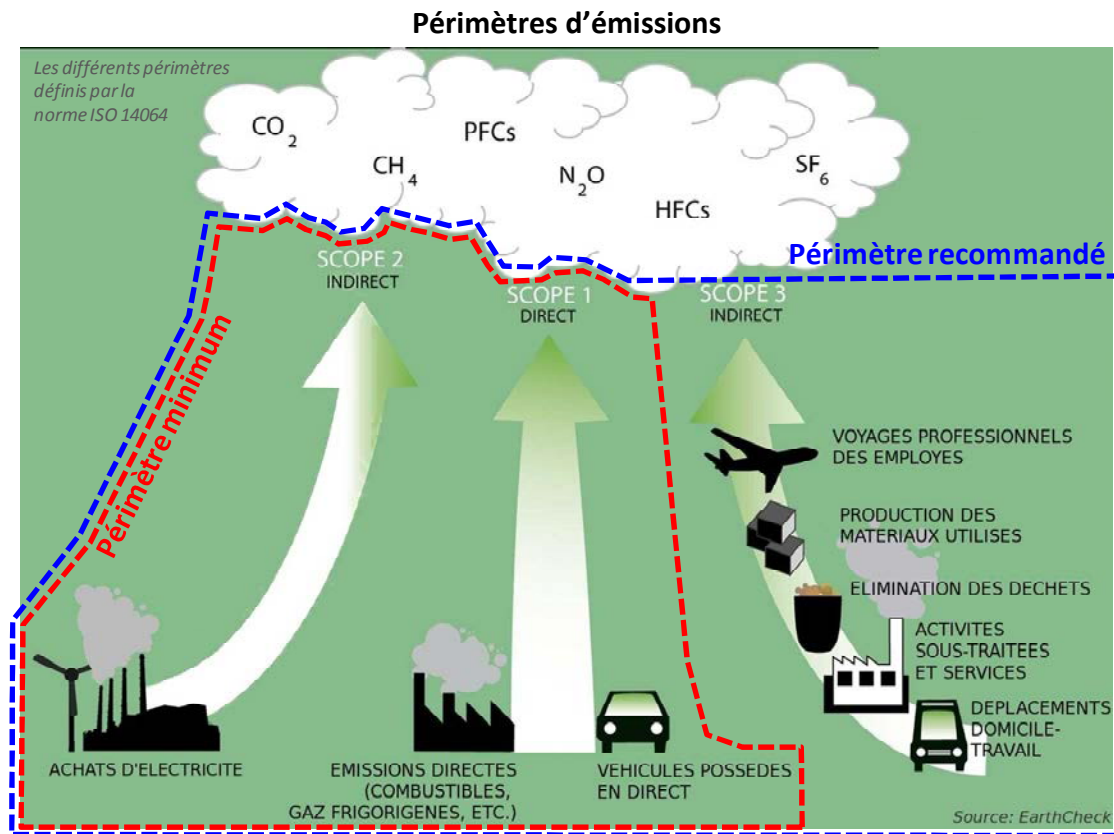 Périmètres d’émissions
Les différents périmètres
définis par la
norme ISO 14064
CO2
PFCs
CH4
N2O
SF6
HFCs
Périmètre recommandé
SCOPE 2
INDIRECT
SCOPE 1
DIRECT
SCOPE 3
INDIRECT
Périmètre minimum
VOYAGES PROFESSIONNELS
DES EMPLOYES
PRODUCTION DES
MATERIAUX UTILISES
ELIMINATION DES DECHETS
ACTIVITES
SOUS-TRAITEES
ET SERVICES
DEPLACEMENTS
DOMICILE-
TRAVAIL
ACHATS D'ELECTRICITE
EMISSIONS DIRECTES
(COMBUSTIBLES,
GAZ FRIGORIGENES, ETC.)
VEHICULES POSSEDES
EN DIRECT
Source: EarthCheck